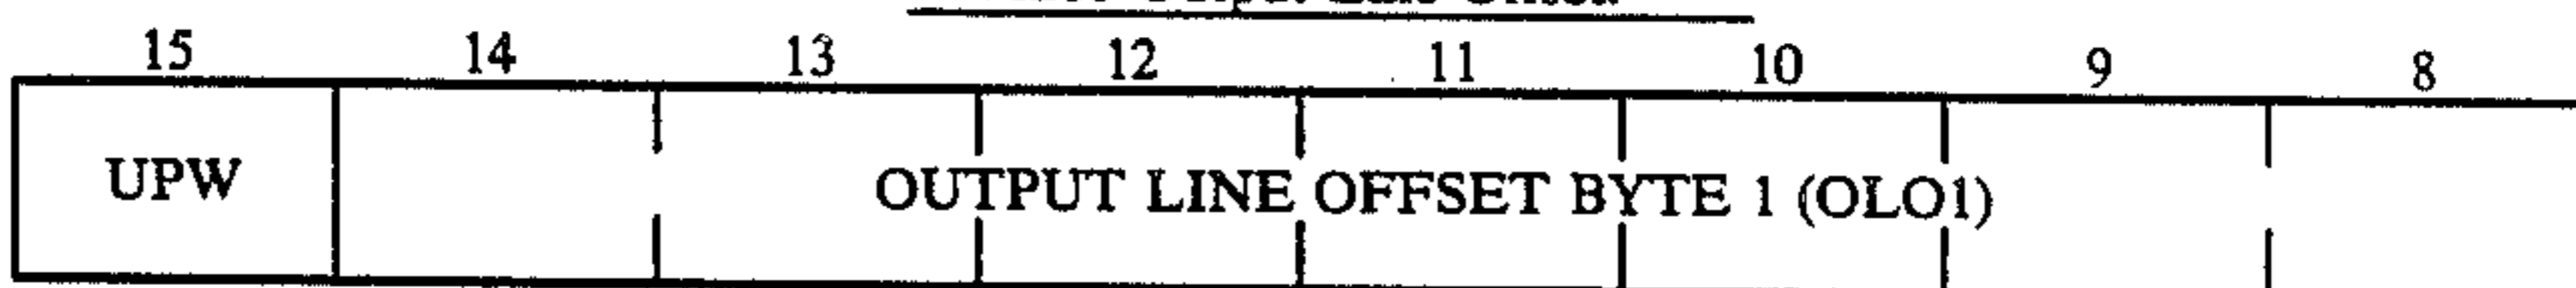 15 14 13 12 11 10 9 8
UPW OUTPUT LINE OFFSET BYTE 1 (OLO1)